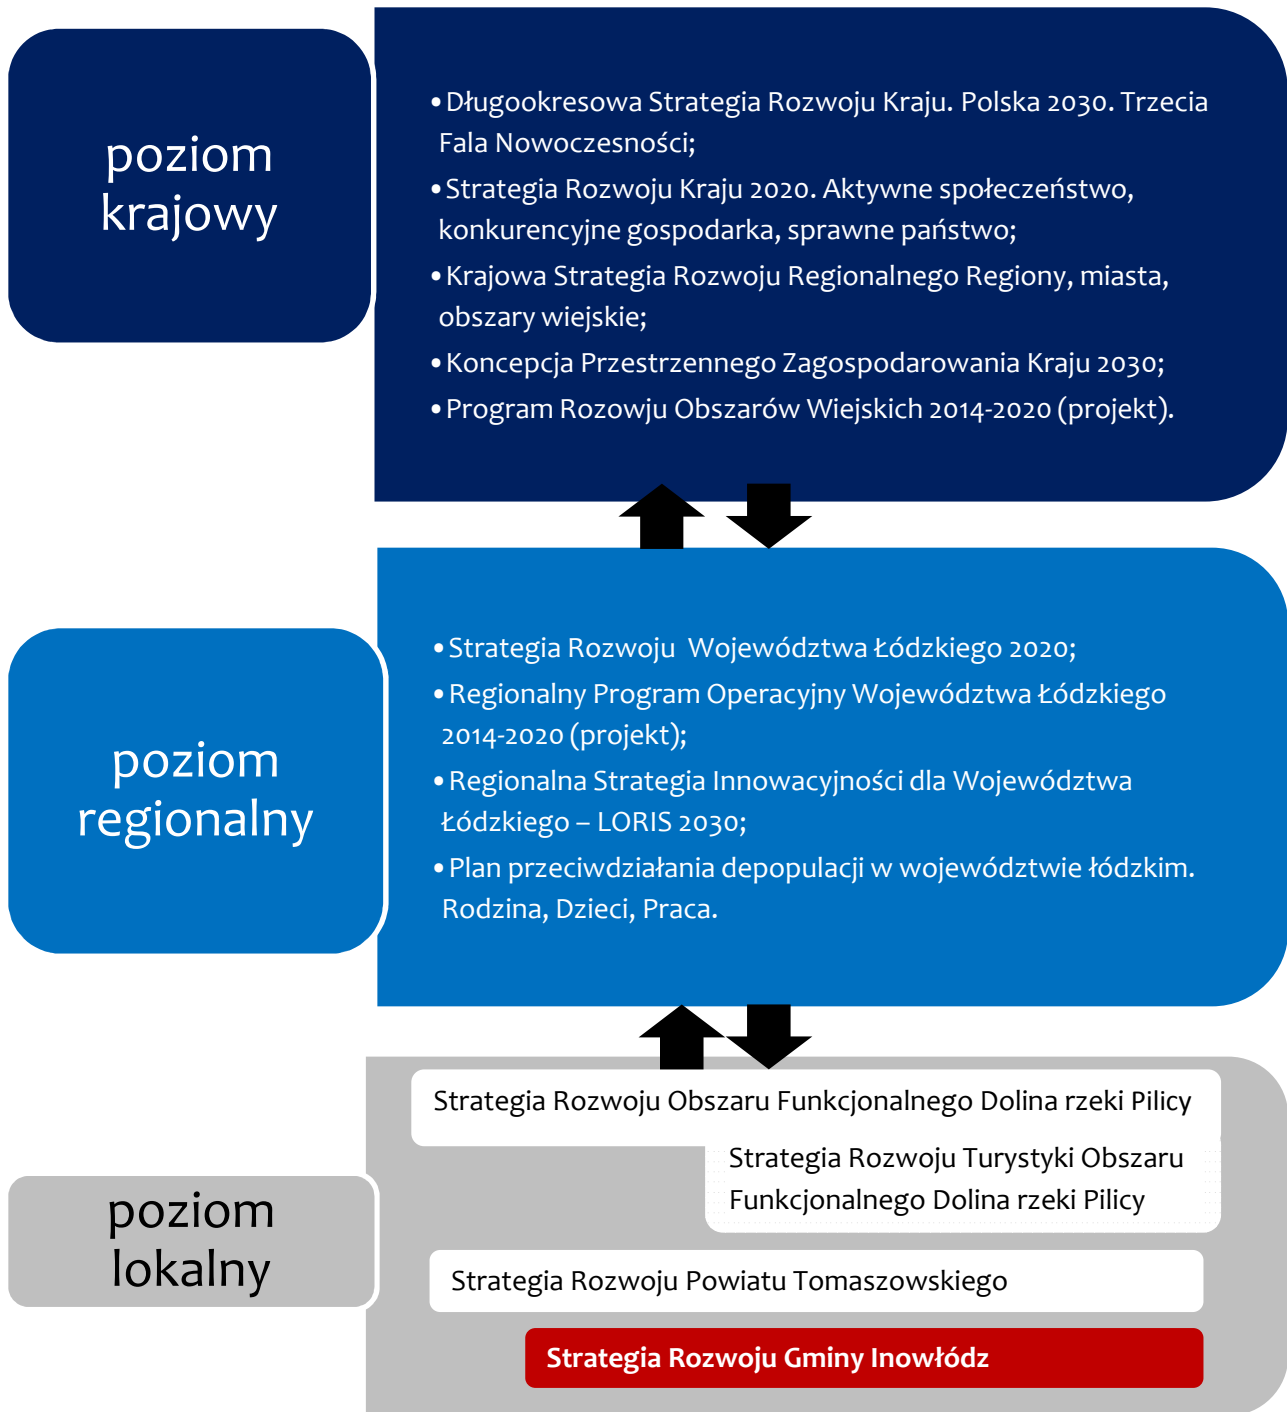 poziom
krajowy
•Długookresowa Strategia Rozwoju Kraju. Polska 2030. Trzecia
Fala Nowoczesności;
•Strategia Rozwoju Kraju 2020. Aktywne społeczeństwo,
konkurencyjne gospodarka, sprawne państwo;
•Krajowa Strategia Rozwoju Regionalnego Regiony, miasta,
obszary wiejskie;
•Koncepcja Przestrzennego Zagospodarowania Kraju 2030;
•Program Rozowju Obszarów Wiejskich 2014-2020 (projekt).
poziom
regionalny
•Strategia Rozwoju Województwa Łódzkiego 2020;
•Regionalny Program Operacyjny Województwa Łódzkiego
2014-2020 (projekt);
•Regionalna Strategia Innowacyjności dla Województwa
Łódzkiego – LORIS 2030;
•Plan przeciwdziałania depopulacji w województwie łódzkim.
Rodzina, Dzieci, Praca.
poziom
lokalny
Strategia Rozwoju Obszaru Funkcjonalnego Dolina rzeki Pilicy
Strategia Rozwoju Turystyki Obszaru
Funkcjonalnego Dolina rzeki Pilicy
Strategia Rozwoju Powiatu Tomaszowskiego
Strategia Rozwoju Gminy Inowłódz